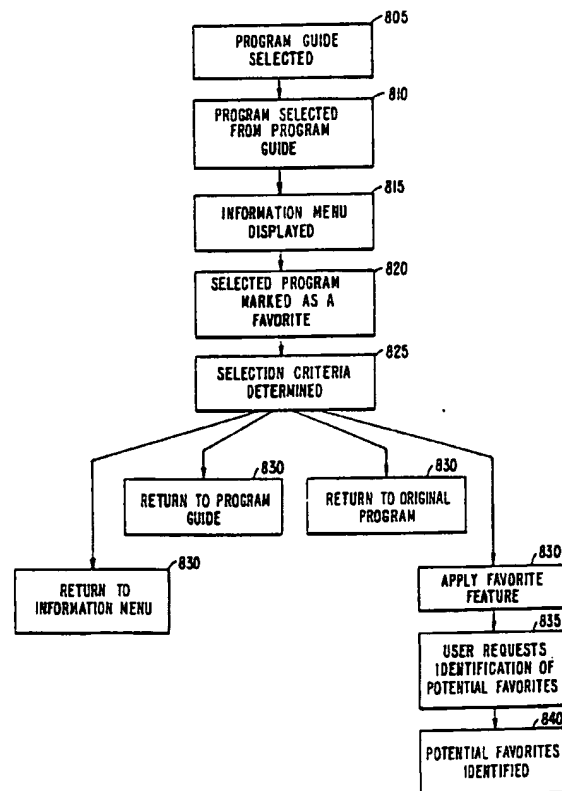 805
PROGRAM GUIDE
SELECTED
810
PROGRAM SELECTED
FROM PROGRAM
GUIDE
815
INFORMATION MENU
DISPLAYED
820
SELECTED PROGRAM
MARKED AS A
FAVORITE
825
SELECTION CRITERIA
DETERMINED
830
RETURN TO PROGRAM
GUIDE
830
RETURN TO ORIGINAL
PROGRAM
830
RETURN TO
INFORMATION MENU
830
APPLY FAVORITE
FEATURE
835
USER REQUESTS
IDENTIFICATION OF
POTENTIAL FAVORITES
840
POTENTIAL FAVORITES
IDENTIFIED